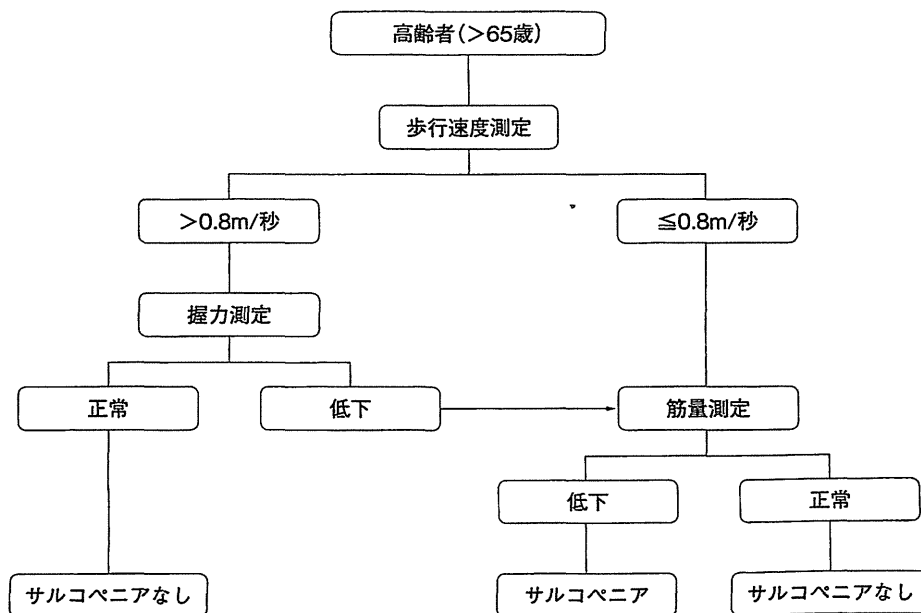 高齢者(>65歳)
歩行速度測定
>0.8m/秒
≦0.8m/秒
握力測定
正常
低下
筋量測定
低下
正常
サルコペニアなし
サルコペニア
サルコペニアなし